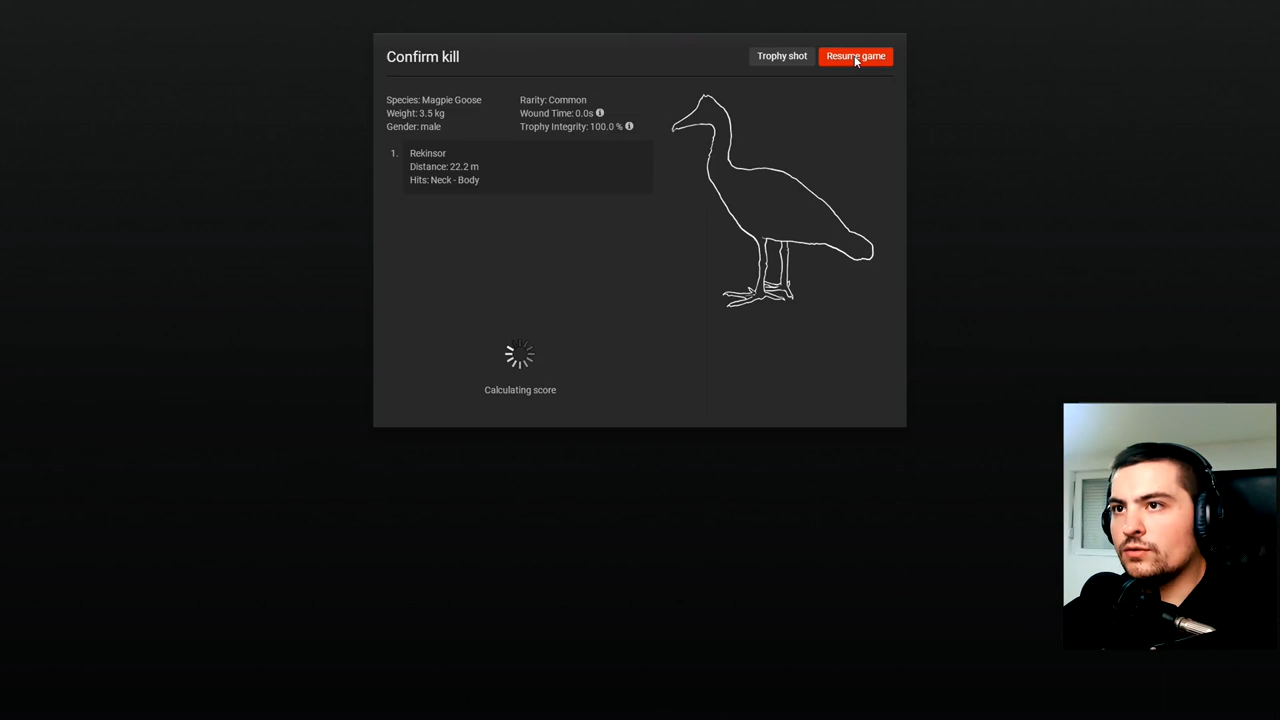 Confirm kill
Trophy shot
Resume game
Species: Magpie Goose
Weight: 3.5 kg
Gender: male
Rarity: Common
Wound Time: 0.0s
Trophy Integrity: 100.0 %
1.
Rekinsor
Distance: 22.2 m
Hits: Neck - Body
Calculating score